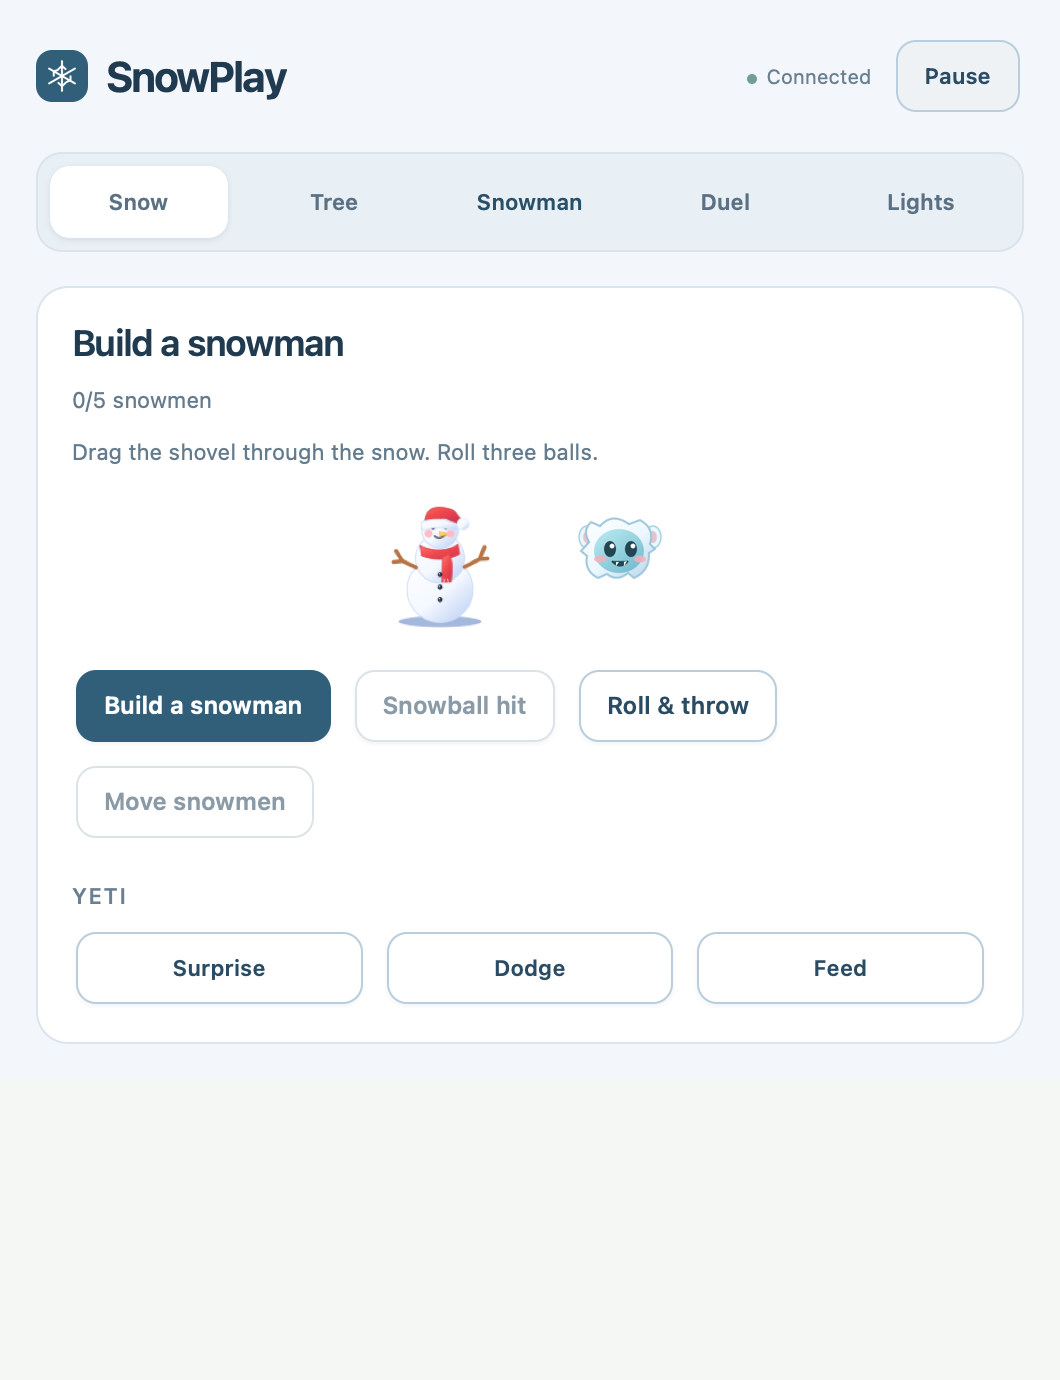 SnowPlay
Connected
Pause
Snow
Tree
Snowman
Duel
Lights
Build a snowman
0/5 snowmen
Drag the shovel through the snow. Roll three balls.
Build a snowman
Snowball hit
Roll & throw
Move snowmen
YETI
Surprise
Dodge
Feed